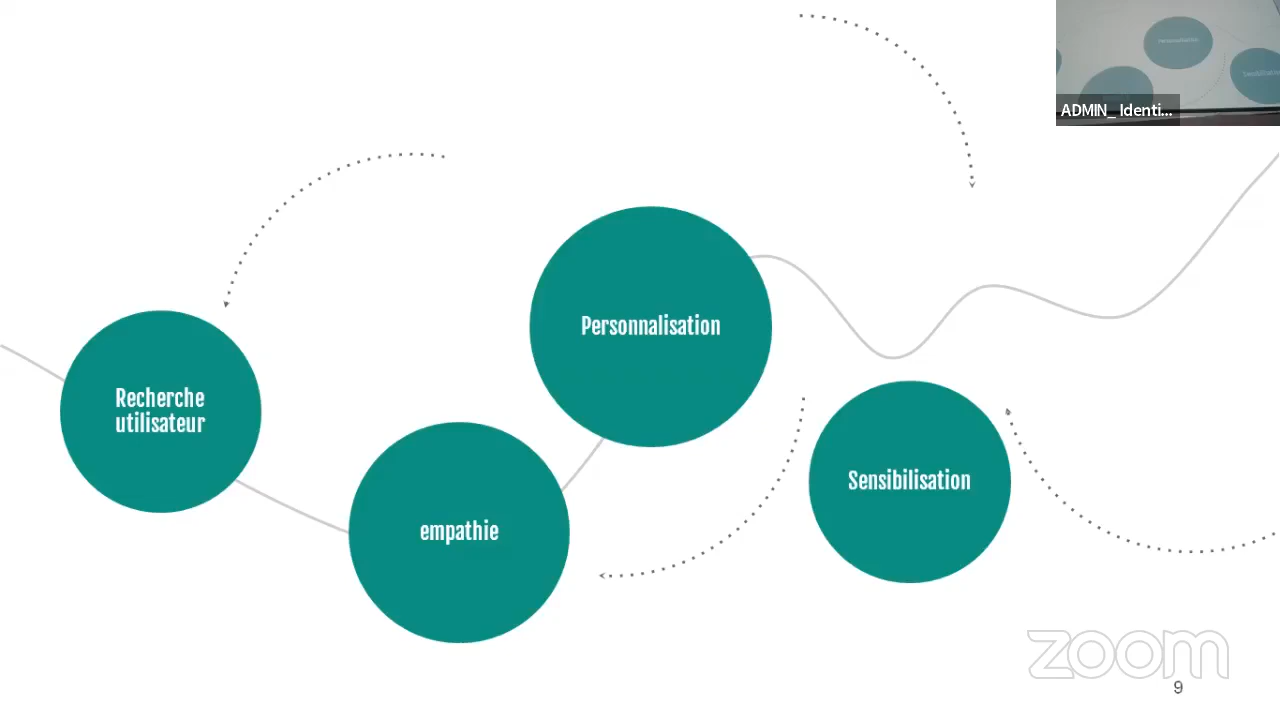 ADMIN_ Identi...
Personnalisation
Recherche
utilisateur
Sensibilisation
empathie
zoom
9